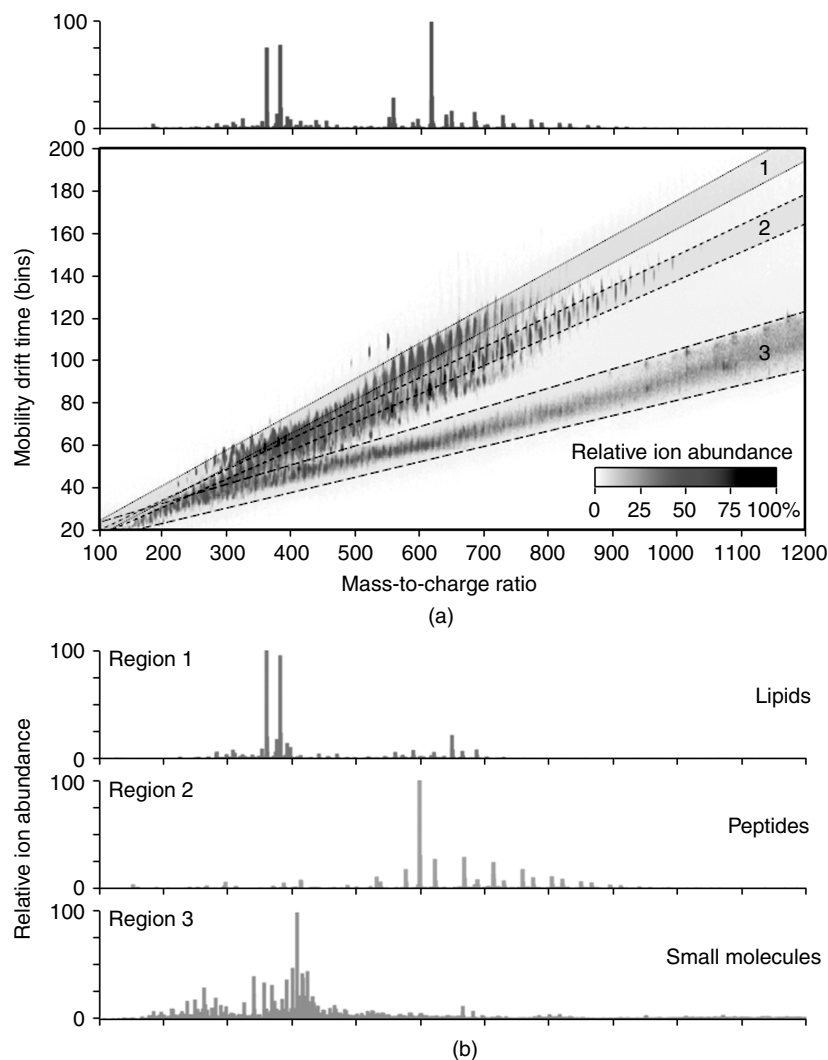 100
0
200
180
160
140
120
100
80
60
40
20
Mobility drift time (bins)
1
2
3
Relative ion abundance
0 25 50 75 100%
100 200 300 400 500 600 700 800 900 1000 1100 1200
Mass-to-charge ratio
(a)
Relative ion abundance
100
Region 1
Lipids
0
100
Region 2
Peptides
0
100
Region 3
Small molecules
0
(b)